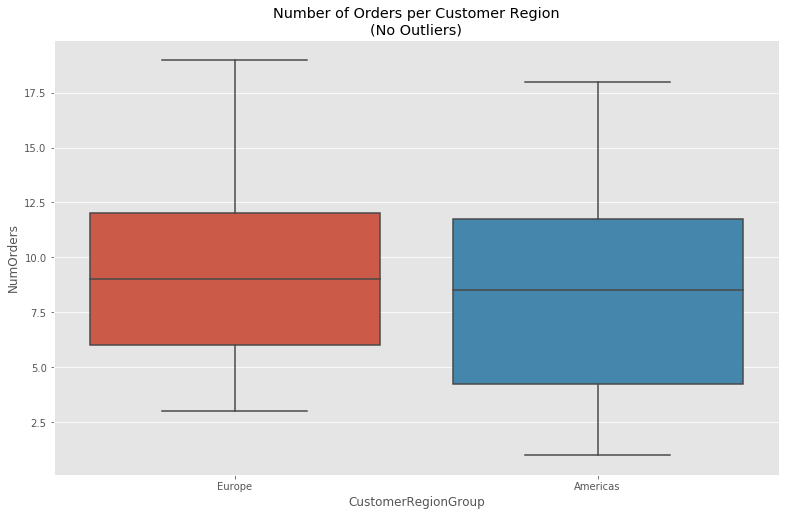 Number of Orders per Customer Region
(No Outliers)
17.5
15.0
12.5
10.0
7.5
5.0
2.5
NumOrders
Europe
Americas
CustomerRegionGroup